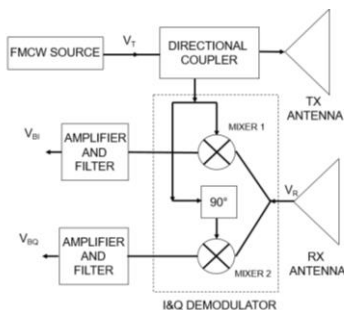 FMCW SOURCE
V_T
DIRECTIONAL
COUPLER
TX
ANTENNA
MIXER 1
V_BI
AMPLIFIER
AND
FILTER
90°
V_R
V_BQ
AMPLIFIER
AND
FILTER
MIXER 2
RX
ANTENNA
I&Q DEMODULATOR